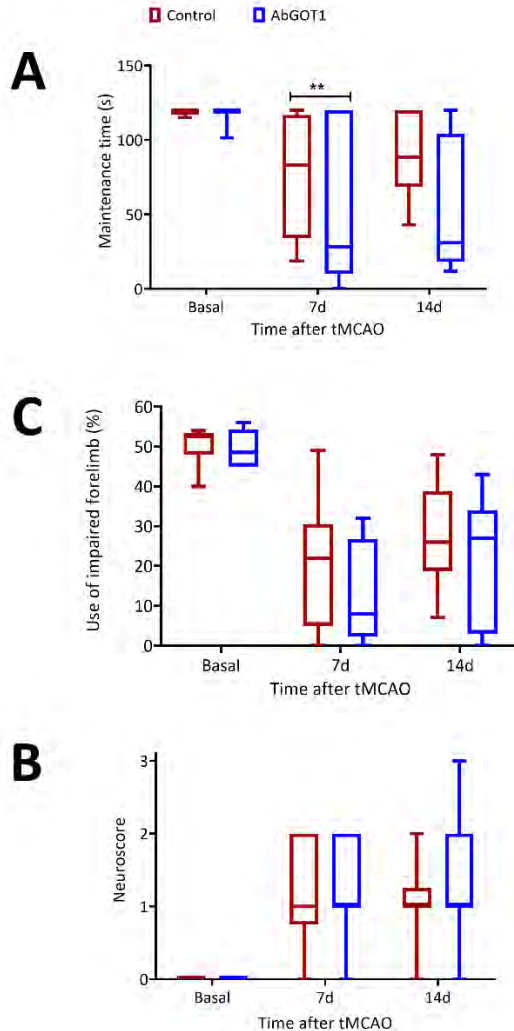 Control AbGOT1
A
Maintenance time (s)
150
100
50
0
**
Basal 7d 14d
Time after tMCAO
C
Use of impaired forelimb (%)
60
50
40
30
20
10
0
Basal 7d 14d
Time after tMCAO
B
Neuroscore
3
2
1
0
Basal 7d 14d
Time after tMCAO